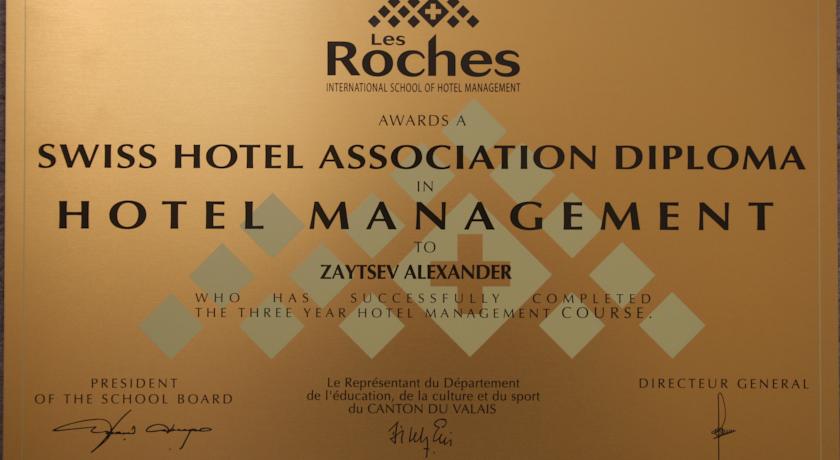 Les
Roches
INTERNATIONAL SCHOOL OF HOTEL MANAGEMENT
AWARDS A
SWISS HOTEL ASSOCIATION DIPLOMA
IN
HOTEL MANAGEMENT
TO
ZAYTSEV ALEXANDER
WHO HAS SUCCESSFULLY COMPLETED
THE THREE YEAR HOTEL MANAGEMENT COURSE.
PRESIDENT
OF THE SCHOOL BOARD
Le Représentant du Département
de l'éducation, de la culture et du sport
du CANTON DU VALAIS
DIRECTEUR GENERAL